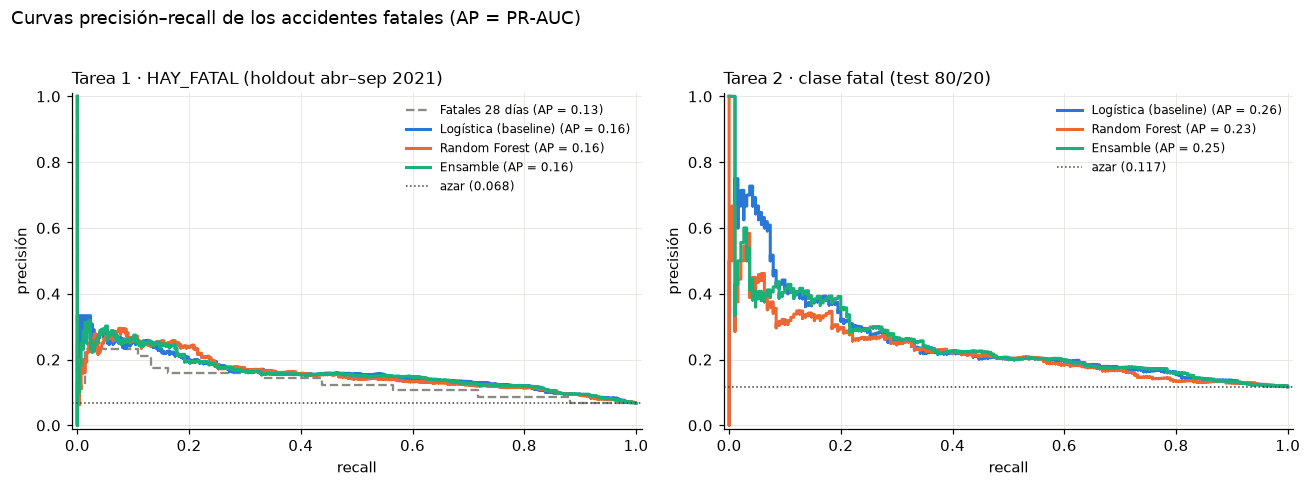 Curvas precisión–recall de los accidentes fatales (AP = PR-AUC)
Tarea 1 · HAY_FATAL (holdout abr–sep 2021)
precisión
1.0
0.8
0.6
0.4
0.2
0.0
Fatales 28 días (AP = 0.13)
Logística (baseline) (AP = 0.16)
Random Forest (AP = 0.16)
Ensamble (AP = 0.16)
azar (0.068)
0.0 0.2 0.4 0.6 0.8 1.0
recall
Tarea 2 · clase fatal (test 80/20)
precisión
1.0
0.8
0.6
0.4
0.2
0.0
Logística (baseline) (AP = 0.26)
Random Forest (AP = 0.23)
Ensamble (AP = 0.25)
azar (0.117)
0.0 0.2 0.4 0.6 0.8 1.0
recall